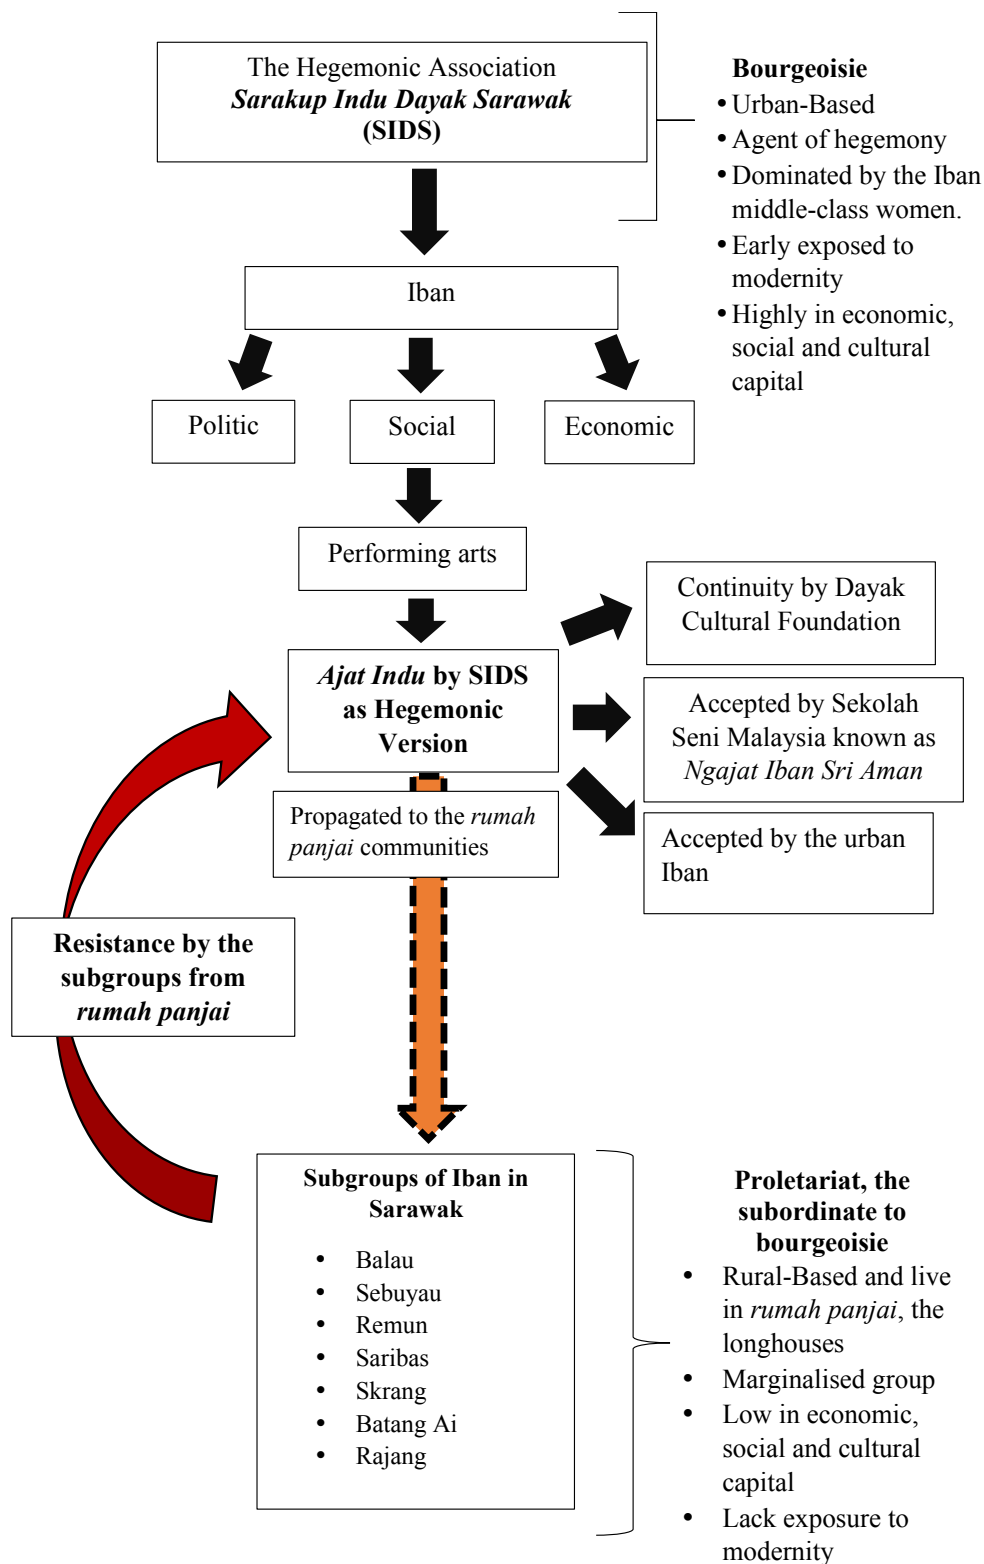 The Hegemonic Association
Sarakup Indu Dayak Sarawak
(SIDS)
Bourgeoisie
• Urban-Based
• Agent of hegemony
• Dominated by the Iban
middle-class women.
• Early exposed to
modernity
• Highly in economic,
social and cultural
capital
Iban
Politic
Social
Economic
Performing arts
Continuity by Dayak
Cultural Foundation
Ajat Indu by SIDS
as Hegemonic
Version
Accepted by Sekolah
Seni Malaysia known as
Ngajat Iban Sri Aman
Propagated to the rumah
panjai communities
Accepted by the urban
Iban
Resistance by the
subgroups from
rumah panjai
Subgroups of Iban in
Sarawak
• Balau
• Sebuyau
• Remun
• Saribas
• Skrang
• Batang Ai
• Rajang
Proletariat, the
subordinate to
bourgeoisie
• Rural-Based and live
in rumah panjai, the
longhouses
• Marginalised group
• Low in economic,
social and cultural
capital
• Lack exposure to
modernity